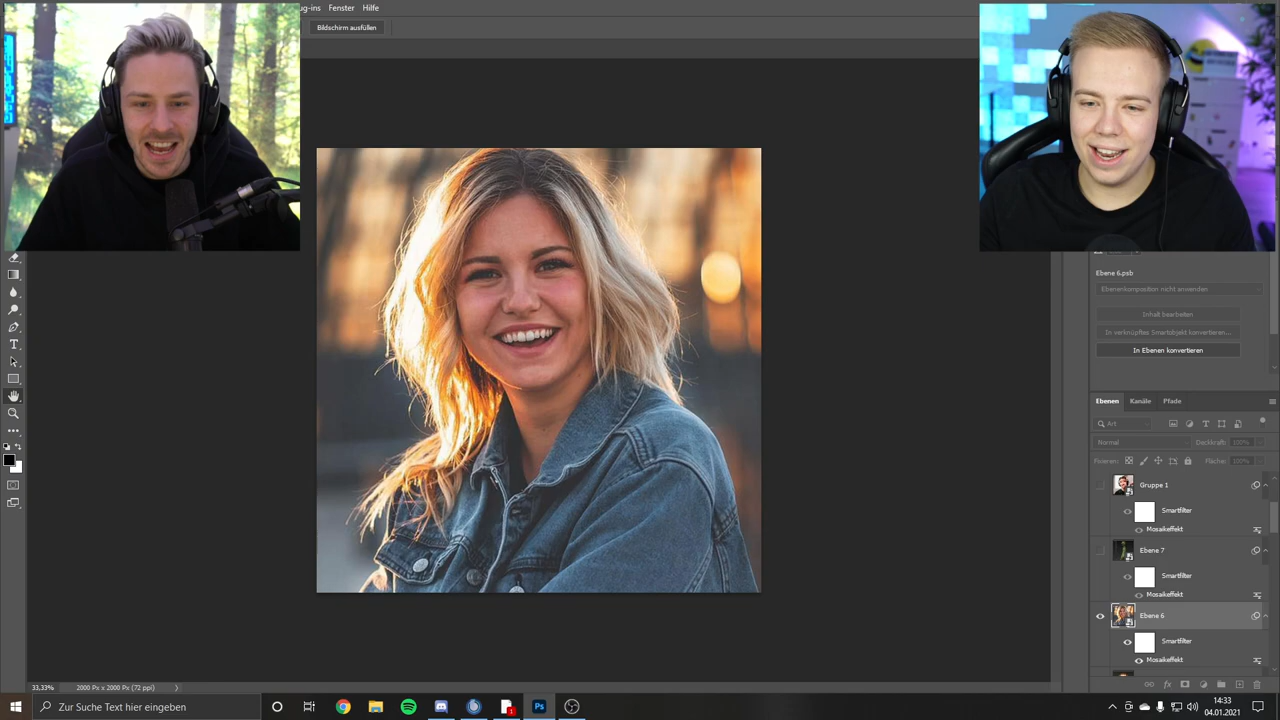 ug-ins Fenster Hilfe
Bildschirm ausfüllen
Ebene 6.psb
Ebenenkomposition nicht anwenden
Inhalt bearbeiten
In verknüpftes Smartobjekt konvertieren...
In Ebenen konvertieren
Ebenen Kanäle Pfade
Art
Normal Deckkraft: 100%
Fixieren: Fläche: 100%
Gruppe 1
Smartfilter
Mosaikeffekt
Ebene 7
Smartfilter
Mosaikeffekt
Ebene 6
Smartfilter
Mosaikeffekt
33,33% 2000 Px x 2000 Px (72 ppi)
Zur Suche Text hier eingeben
Ps
14:33
04.01.2021